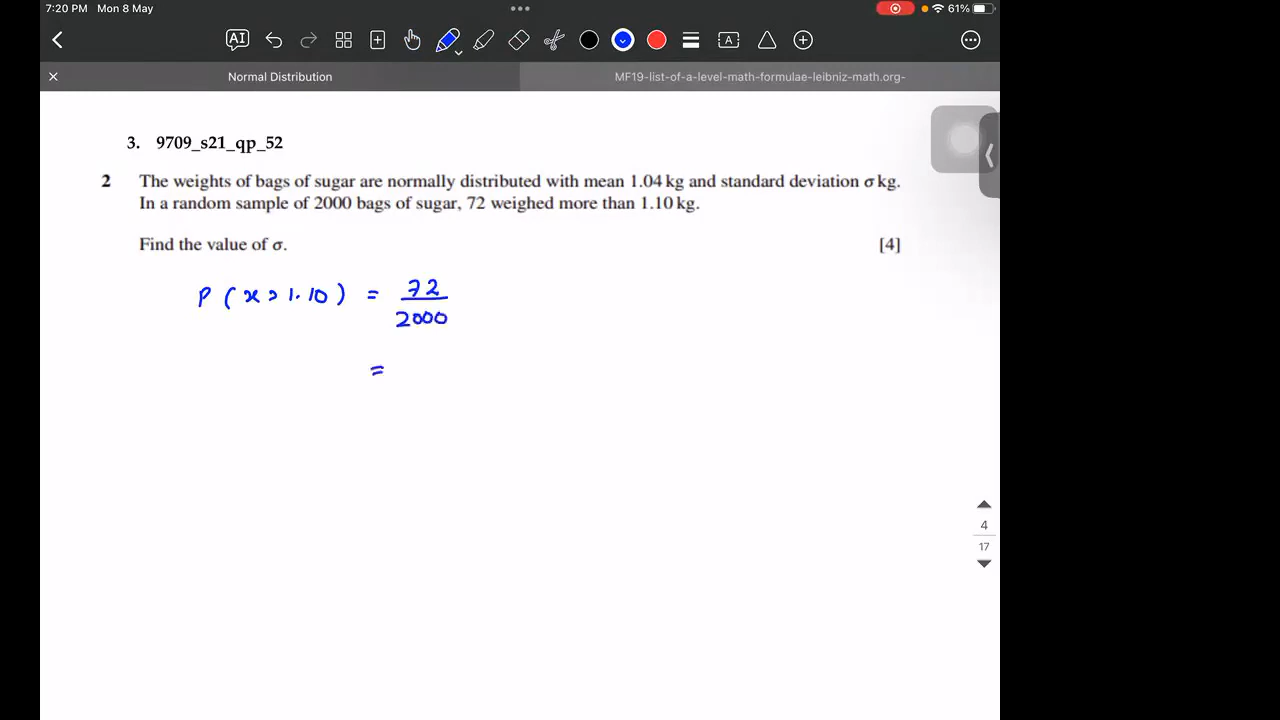 7:20 PM Mon 8 May
61%
AI
A
Normal Distribution
MF19-list-of-a-level-math-formulae-leibniz-math.org-
3. 9709_s21_qp_52
2 The weights of bags of sugar are normally distributed with mean 1.04 kg and standard deviation σ kg.
In a random sample of 2000 bags of sugar, 72 weighed more than 1.10 kg.
Find the value of σ. [4]
P ( x > 1.10 ) = 72
2000
=
4
17